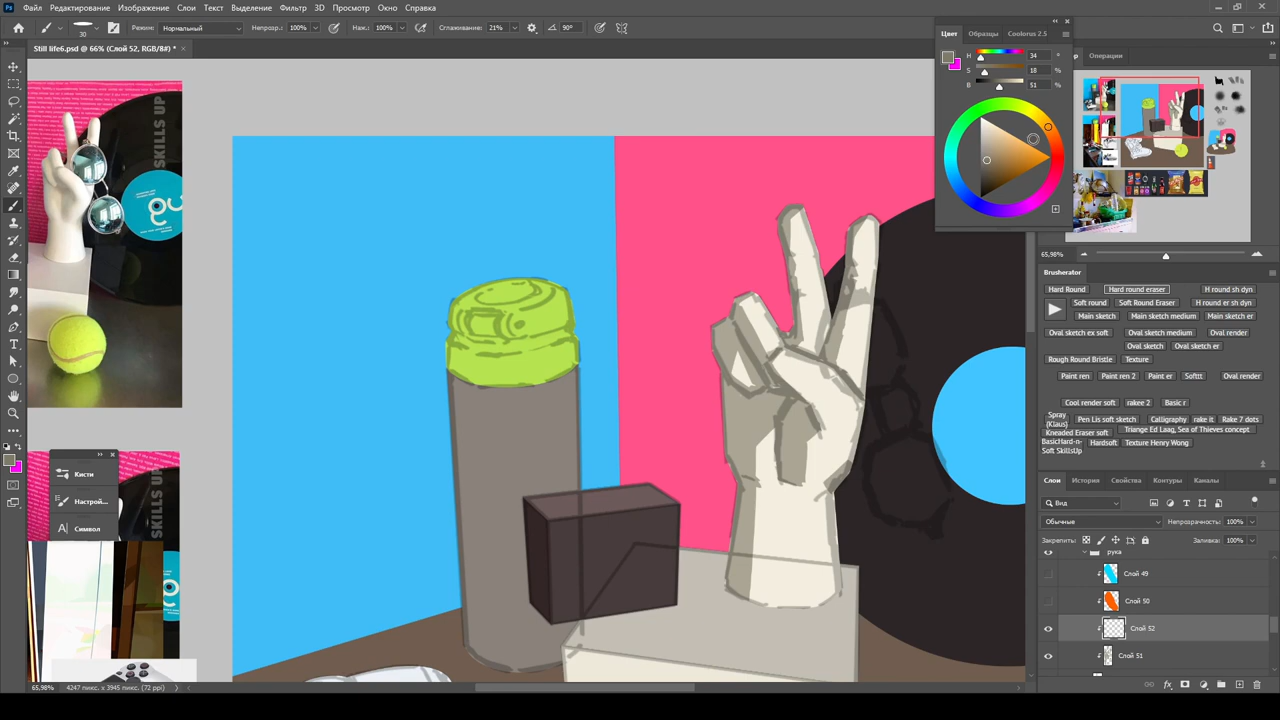 Файл Редактирование Изображение Слои Текст Выделение Фильтр 3D Просмотр Окно Справка
30 Режим: Нормальный Непрозр.: 100% Наж.: 100% Сглаживание: 21% 90°
Still life6.psd @ 66% (Слой 52, RGB/8#) *
Цвет Образцы Coolorus 2.5
Операции
H 34 °
S 18 %
B 51 %
SKILLS UP
65,98%
Brusherator
Hard Round Hard round eraser H round sh dyn
Soft round Soft Round Eraser H round er sh dyn
Main sketch Main sketch medium Main sketch er
Oval sketch ex soft Oval sketch medium Oval render
Oval sketch Oval sketch er
Rough Round Bristle Texture
Paint ren Paint ren 2 Paint er Softtt Oval render
Cool render soft rakee 2 Basic r
Spray (Klaus) Pen Lis soft sketch Calligraphy rake it Rake 7 dots
Kneaded Eraser soft Triange Ed Laag, Sea of Thieves concept
BasicHard-n-Soft SkillsUp Hardsoft Texture Henry Wong
Кисти
Настрой...
Символ
SKILLS UP
Слои История Свойства Контуры Каналы
Вид
Обычные Непрозрачность: 100%
Закрепить: Заливка: 100%
рука
Слой 49
Слой 50
Слой 52
Слой 51
65,98% 4247 пикс. x 3945 пикс. (72 ppi)